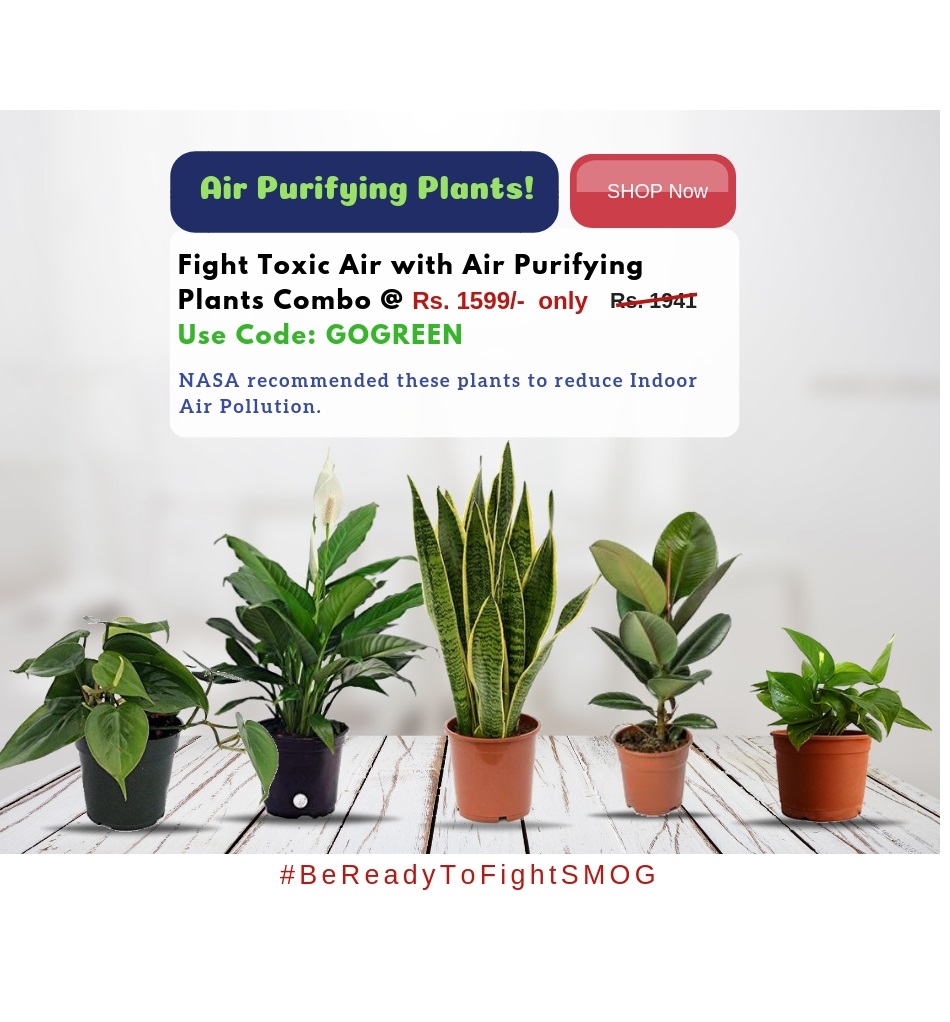 Air Purifying Plants!
SHOP Now
Fight Toxic Air with Air Purifying
Plants Combo @ Rs. 1599/- only Rs. 1941
Use Code: GOGREEN
NASA recommended these plants to reduce Indoor
Air Pollution.
#BeReadyToFightSMOG